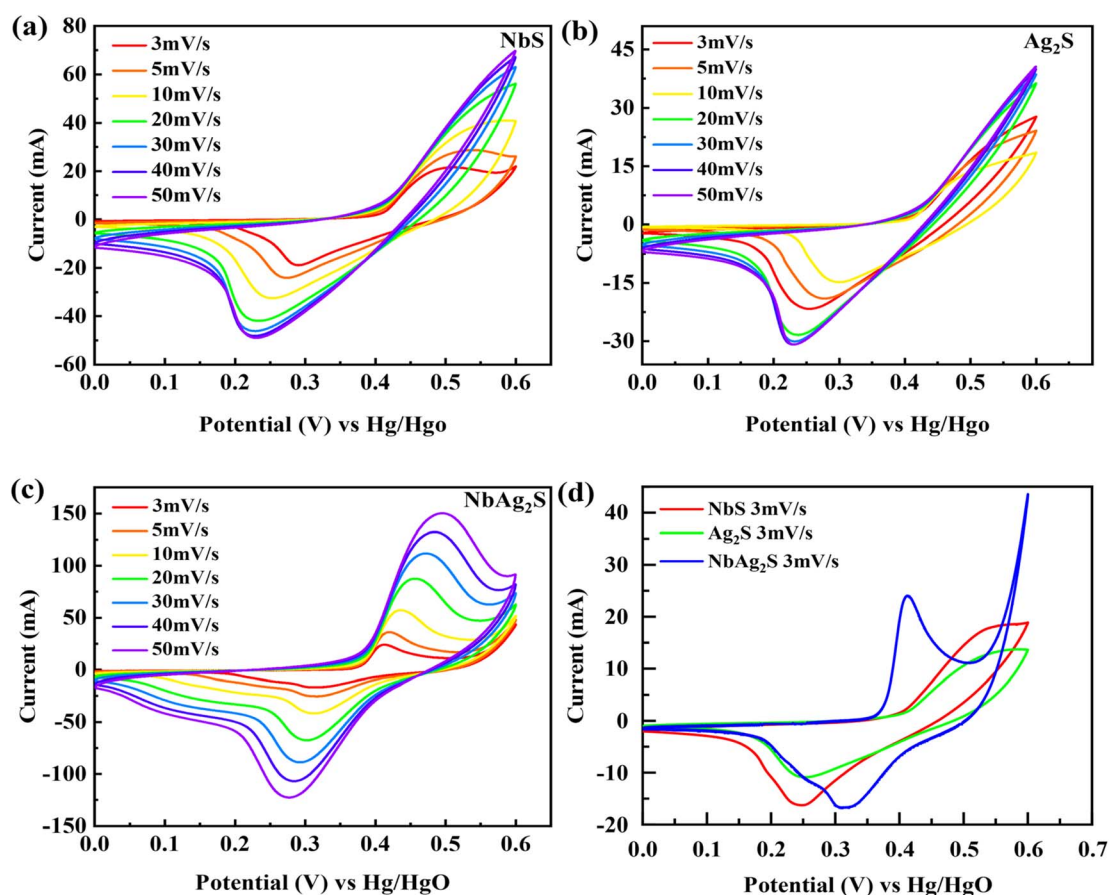 (a)
NbS
3mV/s
5mV/s
10mV/s
20mV/s
30mV/s
40mV/s
50mV/s
80
60
40
20
0
-20
-40
-60
Current (mA)
0.0 0.1 0.2 0.3 0.4 0.5 0.6
Potential (V) vs Hg/Hgo
(b)
Ag₂S
3mV/s
5mV/s
10mV/s
20mV/s
30mV/s
40mV/s
50mV/s
45
30
15
0
-15
-30
Current (mA)
0.0 0.1 0.2 0.3 0.4 0.5 0.6
Potential (V) vs Hg/Hgo
(c)
NbAg₂S
3mV/s
5mV/s
10mV/s
20mV/s
30mV/s
40mV/s
50mV/s
150
100
50
0
-50
-100
-150
Current (mA)
0.0 0.1 0.2 0.3 0.4 0.5 0.6
Potential (V) vs Hg/HgO
(d)
NbS 3mV/s
Ag₂S 3mV/s
NbAg₂S 3mV/s
40
30
20
10
0
-10
-20
Current (mA)
0.0 0.1 0.2 0.3 0.4 0.5 0.6 0.7
Potential (V) vs Hg/HgO